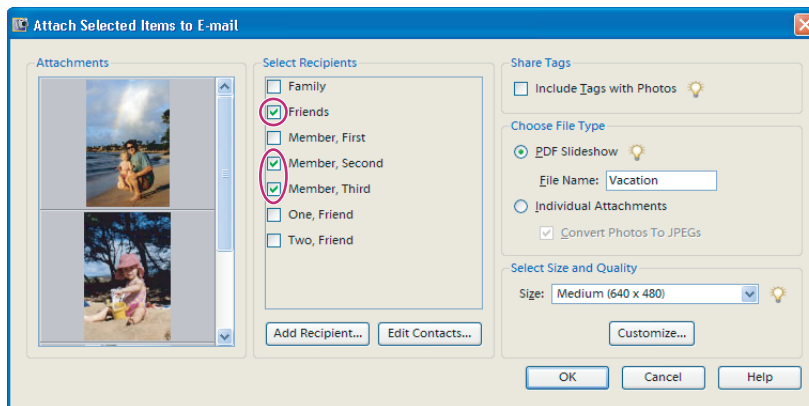 Attach Selected Items to E-mail
Attachments
Select Recipients
Family
Friends
Member, First
Member, Second
Member, Third
One, Friend
Two, Friend
Add Recipient...
Edit Contacts...
Share Tags
Include Tags with Photos
Choose File Type
PDF Slideshow
File Name: Vacation
Individual Attachments
Convert Photos To JPEGs
Select Size and Quality
Size: Medium (640 x 480)
Customize...
OK
Cancel
Help